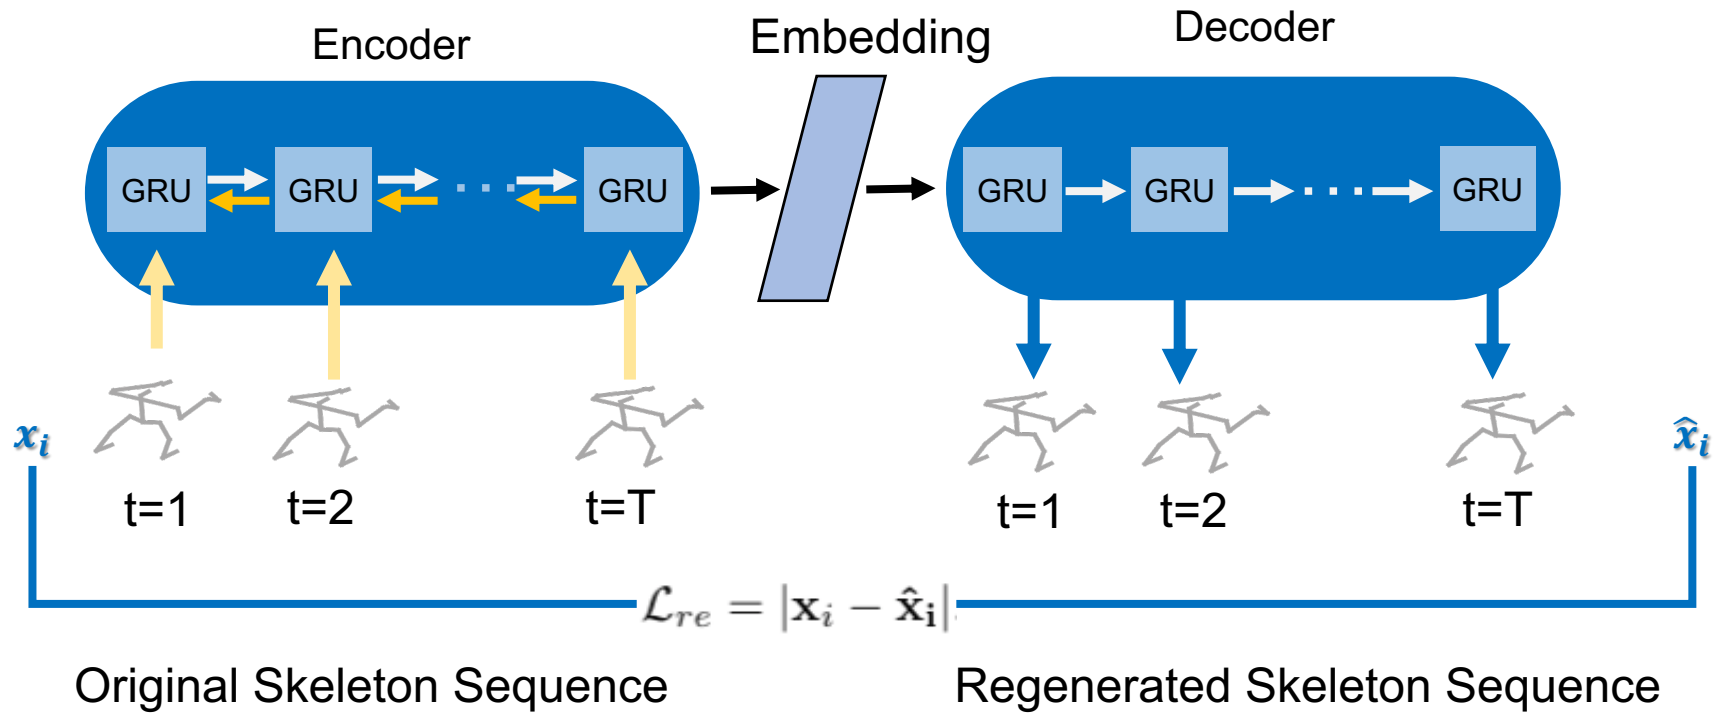 Encoder
Embedding
Decoder
GRU GRU GRU
GRU GRU GRU
x_i
x̂_i
t=1 t=2 t=T
t=1 t=2 t=T
ℒ_re = |x_i − x̂_i|.
Original Skeleton Sequence
Regenerated Skeleton Sequence